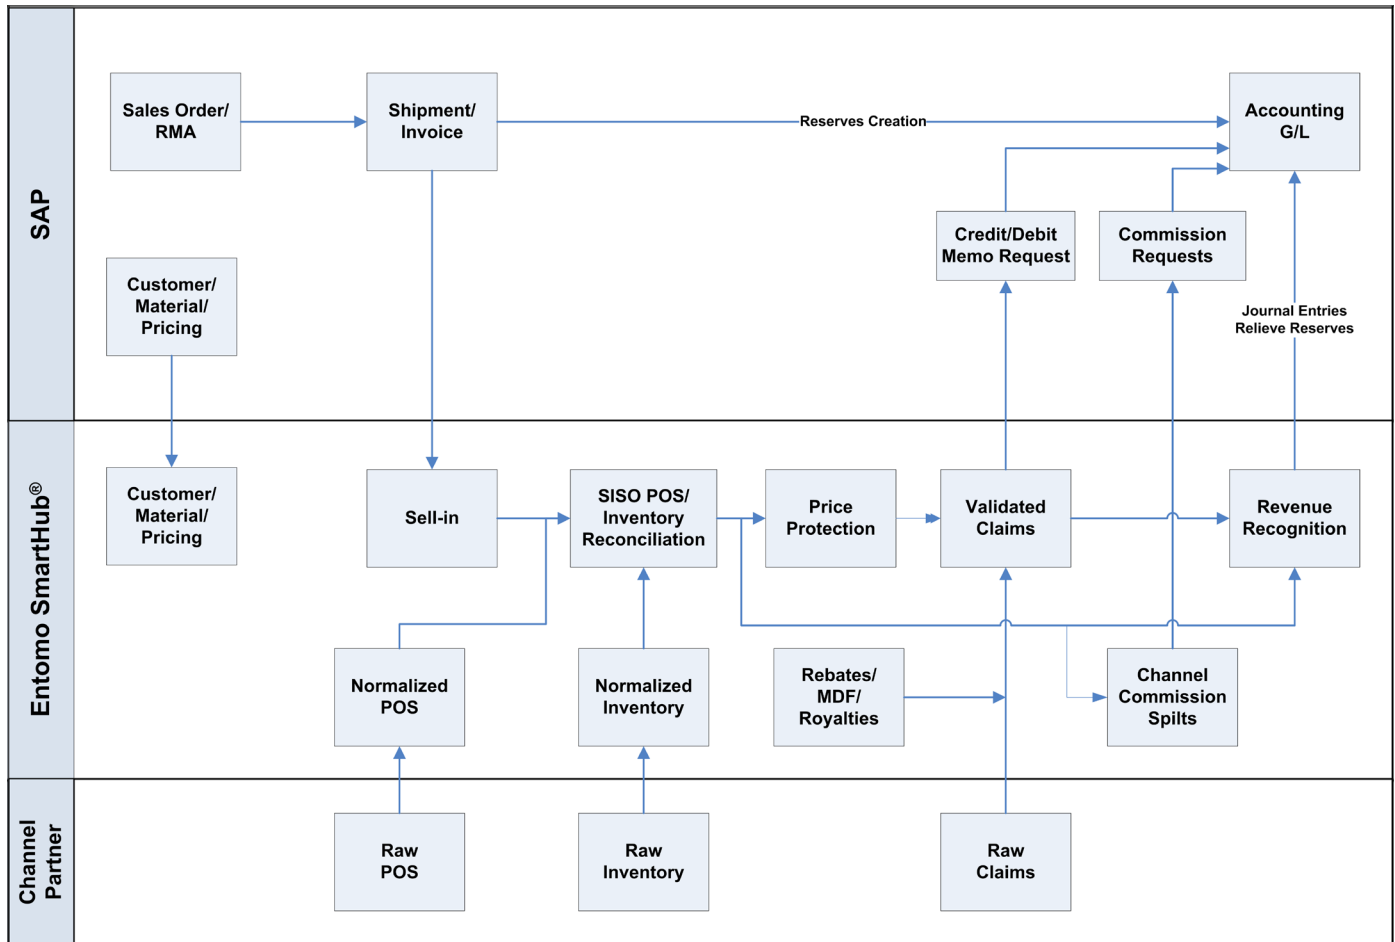 SAP
Sales Order/
RMA
Shipment/
Invoice
Reserves Creation
Accounting
G/L
Credit/Debit
Memo Request
Commission
Requests
Customer/
Material/
Pricing
Journal Entries
Relieve Reserves
Entomo SmartHub®
Customer/
Material/
Pricing
Sell-in
SISO POS/
Inventory
Reconciliation
Price
Protection
Validated
Claims
Revenue
Recognition
Normalized
POS
Normalized
Inventory
Rebates/
MDF/
Royalties
Channel
Commission
Spilts
Channel
Partner
Raw
POS
Raw
Inventory
Raw
Claims